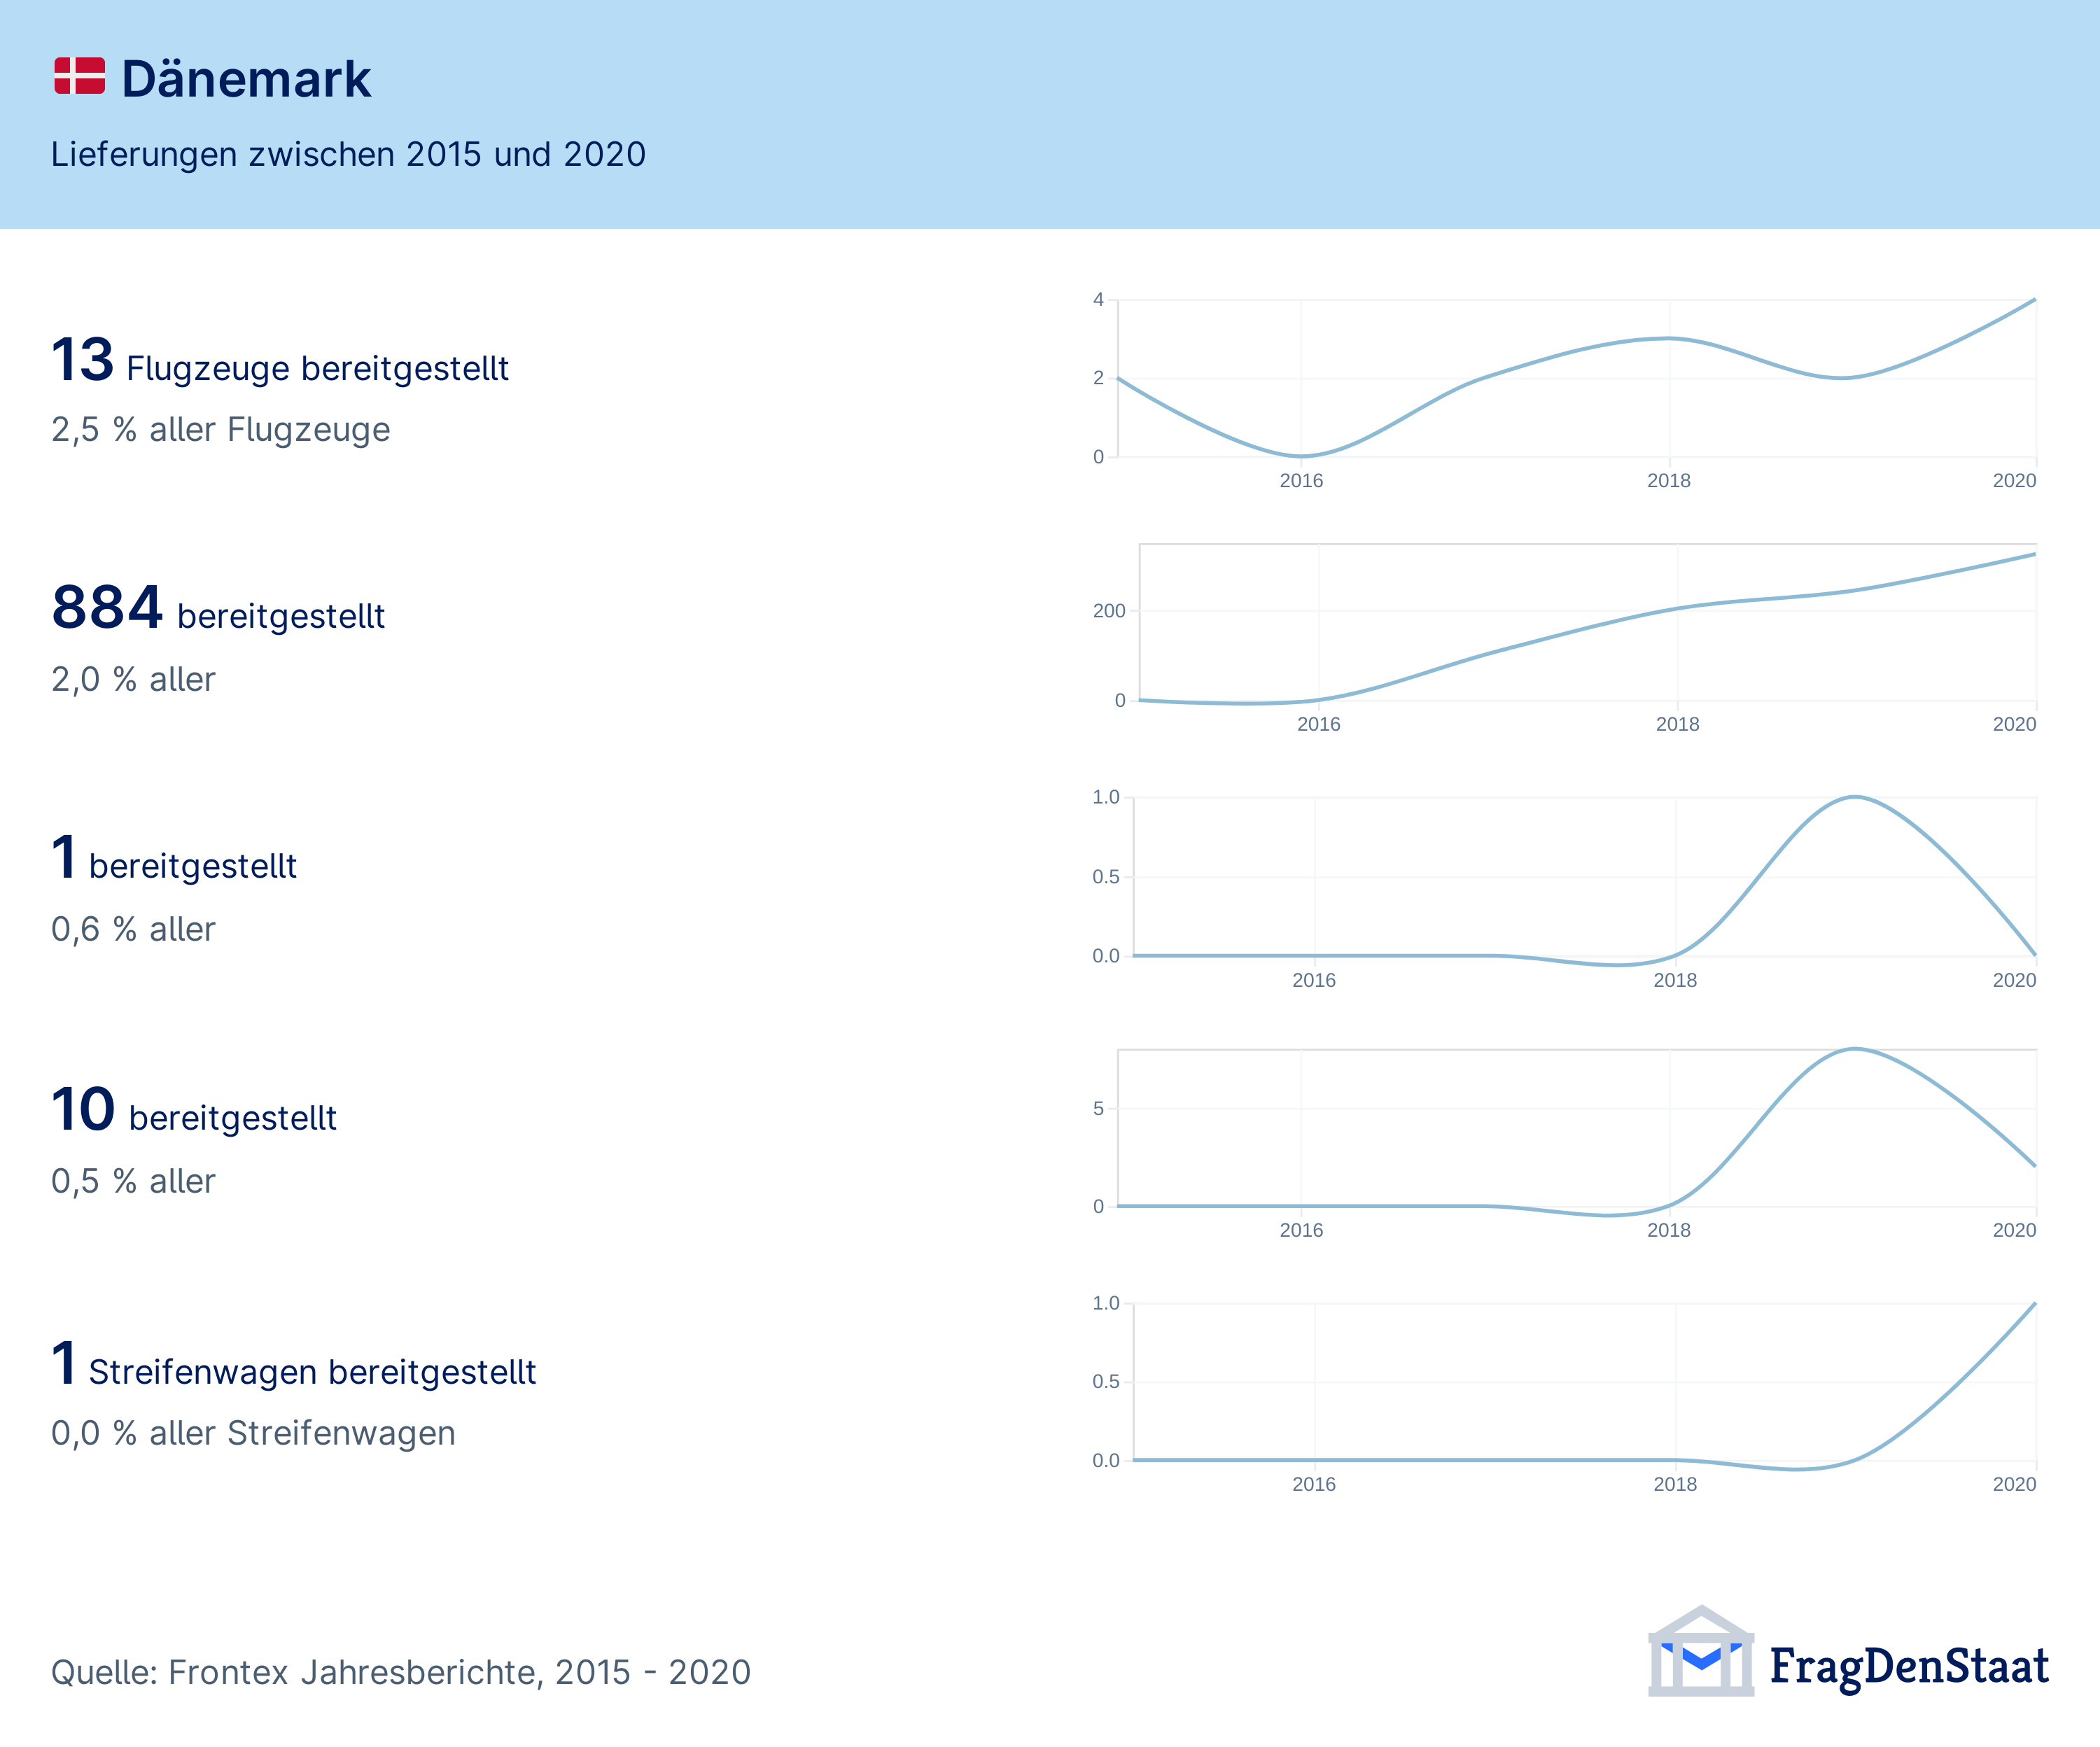 Dänemark
Lieferungen zwischen 2015 und 2020
13 Flugzeuge bereitgestellt
2,5 % aller Flugzeuge
4
2
0
2016 2018 2020
884 bereitgestellt
2,0 % aller
200
0
2016 2018 2020
1 bereitgestellt
0,6 % aller
1.0
0.5
0.0
2016 2018 2020
10 bereitgestellt
0,5 % aller
5
0
2016 2018 2020
1 Streifenwagen bereitgestellt
0,0 % aller Streifenwagen
1.0
0.5
0.0
2016 2018 2020
Quelle: Frontex Jahresberichte, 2015 - 2020
FragDenStaat